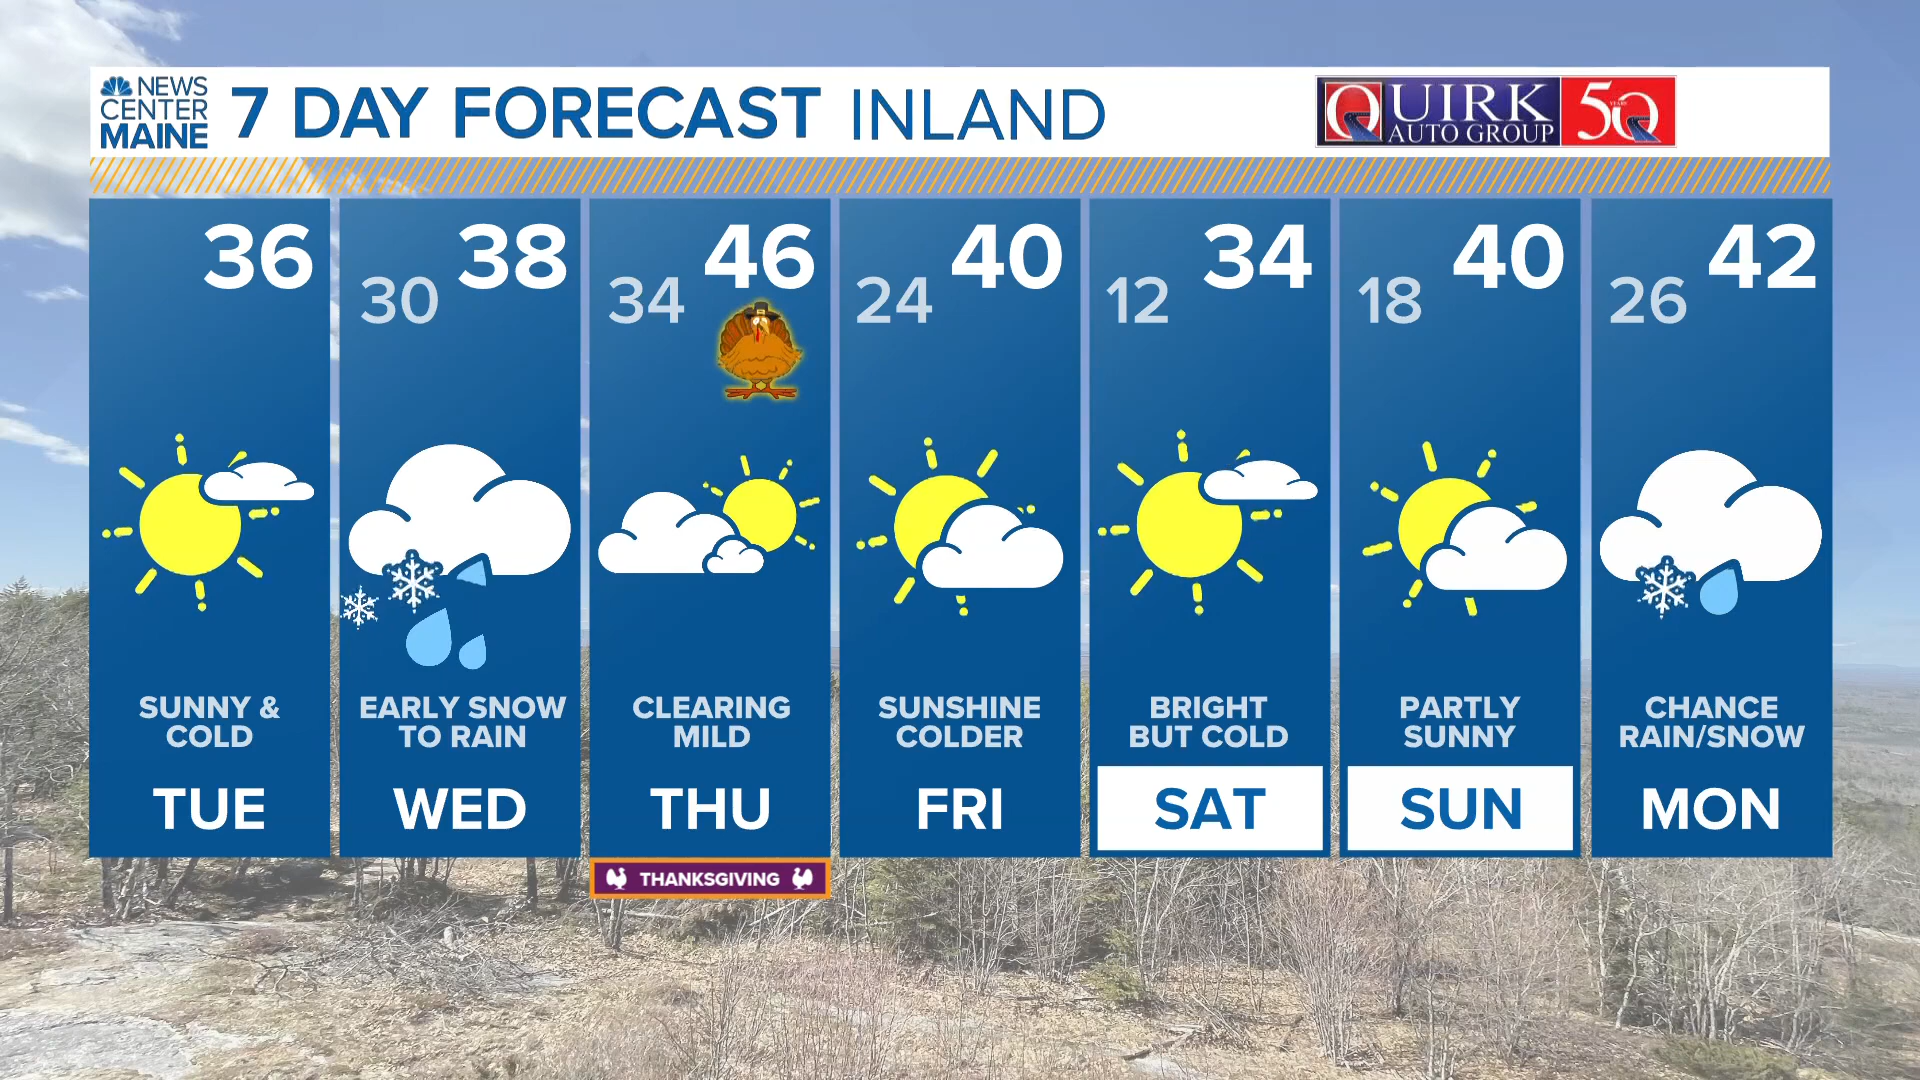 NEWS
CENTER
MAINE
7 DAY FORECAST INLAND
QUIRK
AUTO GROUP
50
YEARS
36
30 38
34 46
24 40
12 34
18 40
26 42
SUNNY &
COLD
EARLY SNOW
TO RAIN
CLEARING
MILD
SUNSHINE
COLDER
BRIGHT
BUT COLD
PARTLY
SUNNY
CHANCE
RAIN/SNOW
TUE
WED
THU
FRI
SAT
SUN
MON
THANKSGIVING